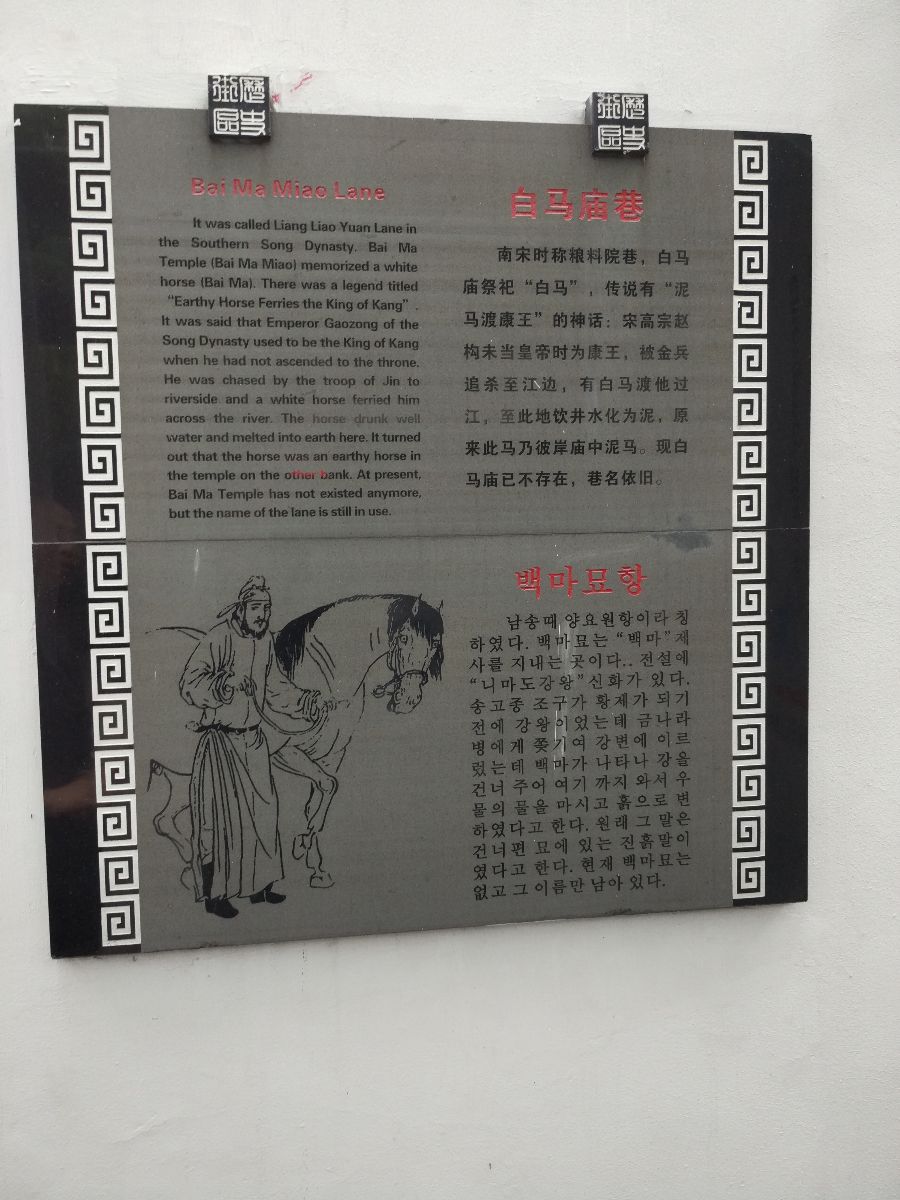 歷史街區
歷史街區
Bai Ma Miao Lane
It was called Liang Liao Yuan Lane in
the Southern Song Dynasty. Bai Ma
Temple (Bai Ma Miao) memorized a white
horse (Bai Ma). There was a legend titled
“Earthy Horse Ferries the King of Kang”.
It was said that Emperor Gaozong of the
Song Dynasty used to be the King of Kang
when he had not ascended to the throne.
He was chased by the troop of Jin to
riverside and a white horse ferried him
across the river. The horse drunk well
water and melted into earth here. It turned
out that the horse was an earthy horse in
the temple on the other bank. At present,
Bai Ma Temple has not existed anymore,
but the name of the lane is still in use.
白马庙巷
南宋时称粮料院巷，白马
庙祭祀“白马”，传说有“泥
马渡康王”的神话：宋高宗赵
构未当皇帝时为康王，被金兵
追杀至江边，有白马渡他过
江，至此地饮井水化为泥，原
来此马乃彼岸庙中泥马。现白
马庙已不存在，巷名依旧。
백마묘항
남송때 양요원항이라 칭
하였다. 백마묘는 “백마”제
사를 지내는 곳이다.. 전설에
“니마도강왕”신화가 있다.
송고종 조구가 황제가 되기
전에 강왕이었는데 금나라
병에게 쫓기여 강변에 이르
렀는데 백마가 나타나 강을
건너 주어 여기 까지 와서 우
물의 물을 마시고 흙으로 변
하였다고 한다. 원래 그 말은
건너편 묘에 있는 진흙말이
였다고 한다. 현재 백마묘는
없고 그 이름만 남아 있다.